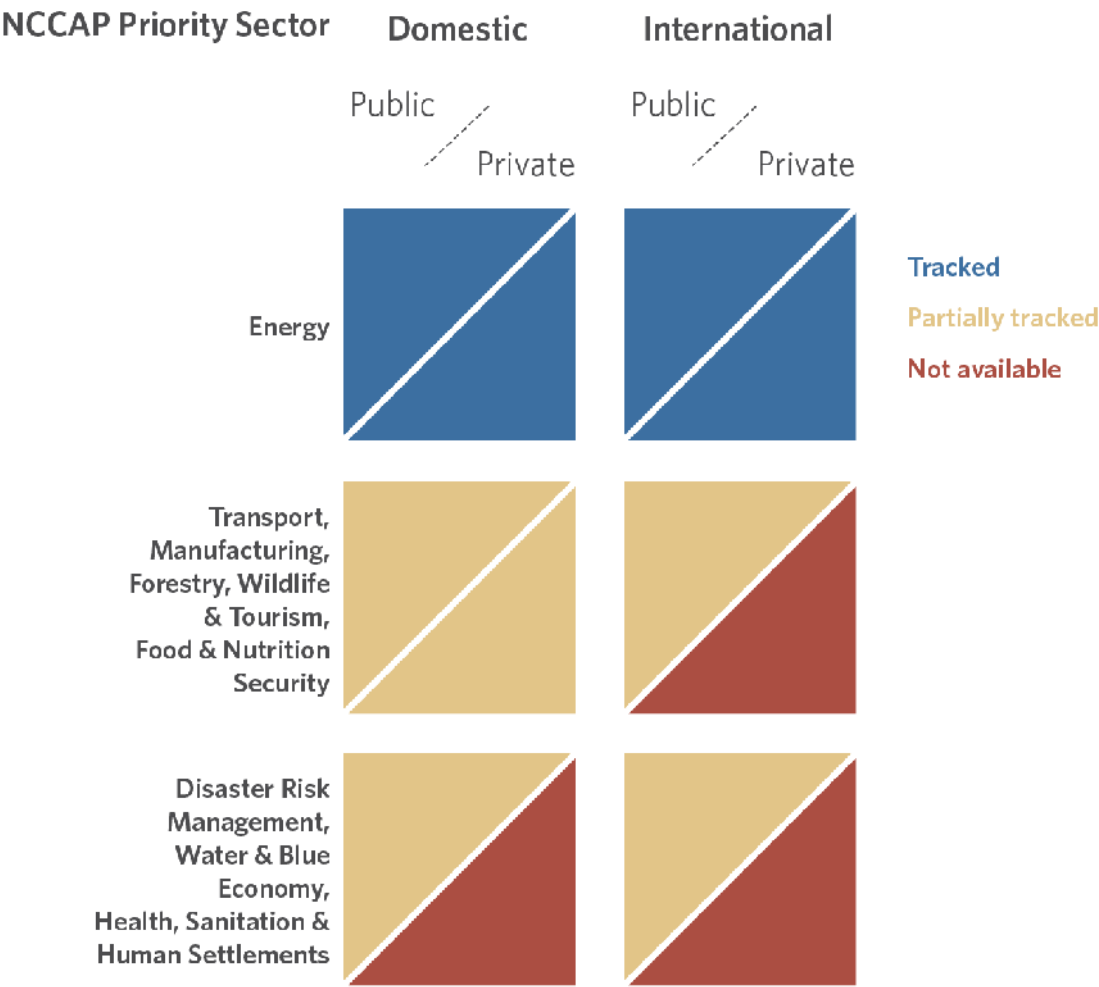 NCCAP Priority Sector
Domestic
International
Public
Private
Public
Private
Energy
Tracked
Partially tracked
Not available
Transport,
Manufacturing,
Forestry, Wildlife
& Tourism,
Food & Nutrition
Security
Disaster Risk
Management,
Water & Blue
Economy,
Health, Sanitation &
Human Settlements